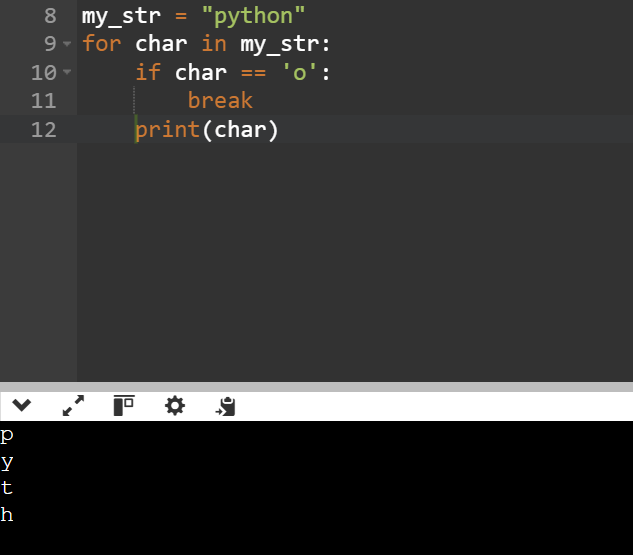 8 my_str = "python"
9 for char in my_str:
10     if char == 'o':
11         break
12     print(char)
p
y
t
h